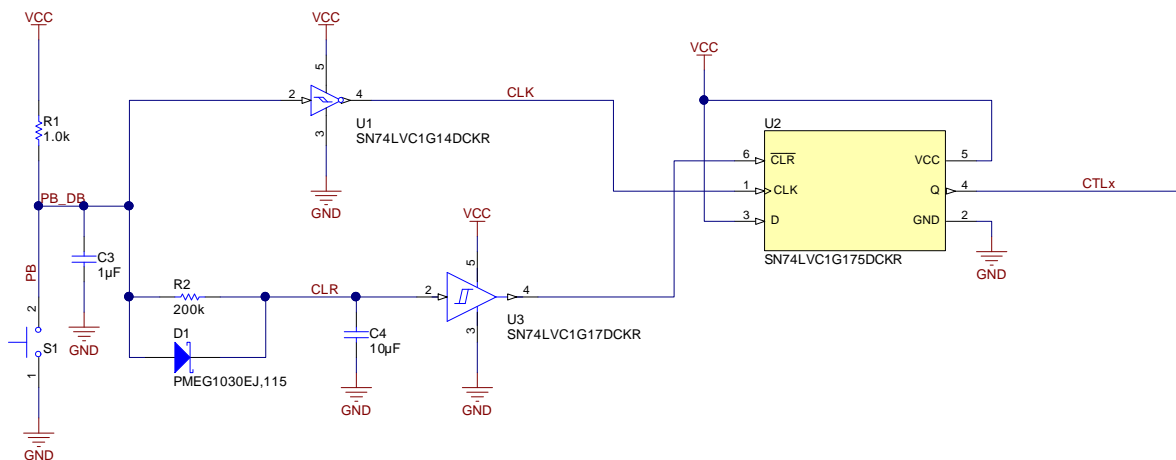 VCC
VCC
VCC
VCC
R1
1.0k
PB_DB
C3
1µF
GND
PB
2
S1
1
GND
2
5
4
3
U1
SN74LVC1G14DCKR
GND
CLK
R2
200k
CLR
D1
PMEG1030EJ,115
C4
10µF
GND
2
5
4
3
U3
SN74LVC1G17DCKR
GND
U2
6
CLR
1
CLK
3
D
VCC
5
Q
4
GND
2
SN74LVC1G175DCKR
GND
CTLx